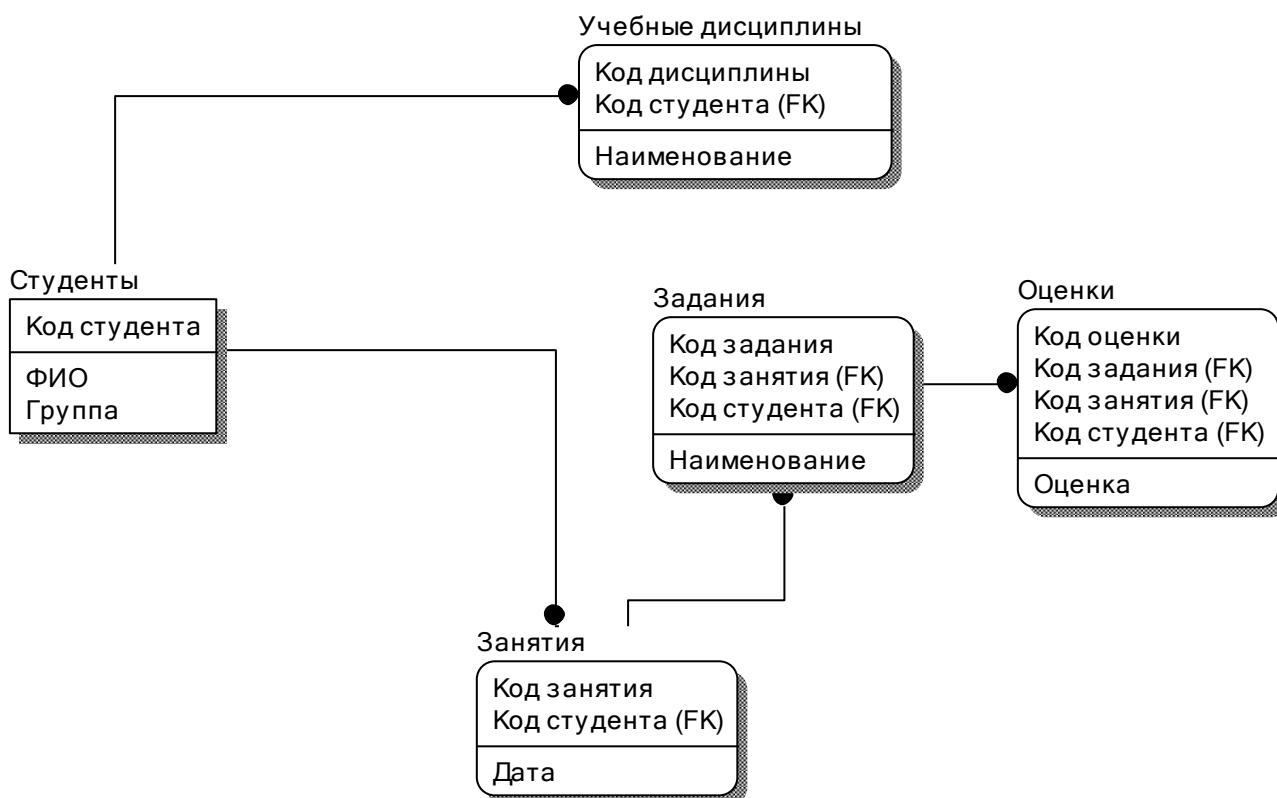 Учебные дисциплины
Код дисциплины
Код студента (FK)
Наименование
Студенты
Код студента
ФИО
Группа
Задания
Код задания
Код занятия (FK)
Код студента (FK)
Наименование
Оценки
Код оценки
Код задания (FK)
Код занятия (FK)
Код студента (FK)
Оценка
Занятия
Код занятия
Код студента (FK)
Дата